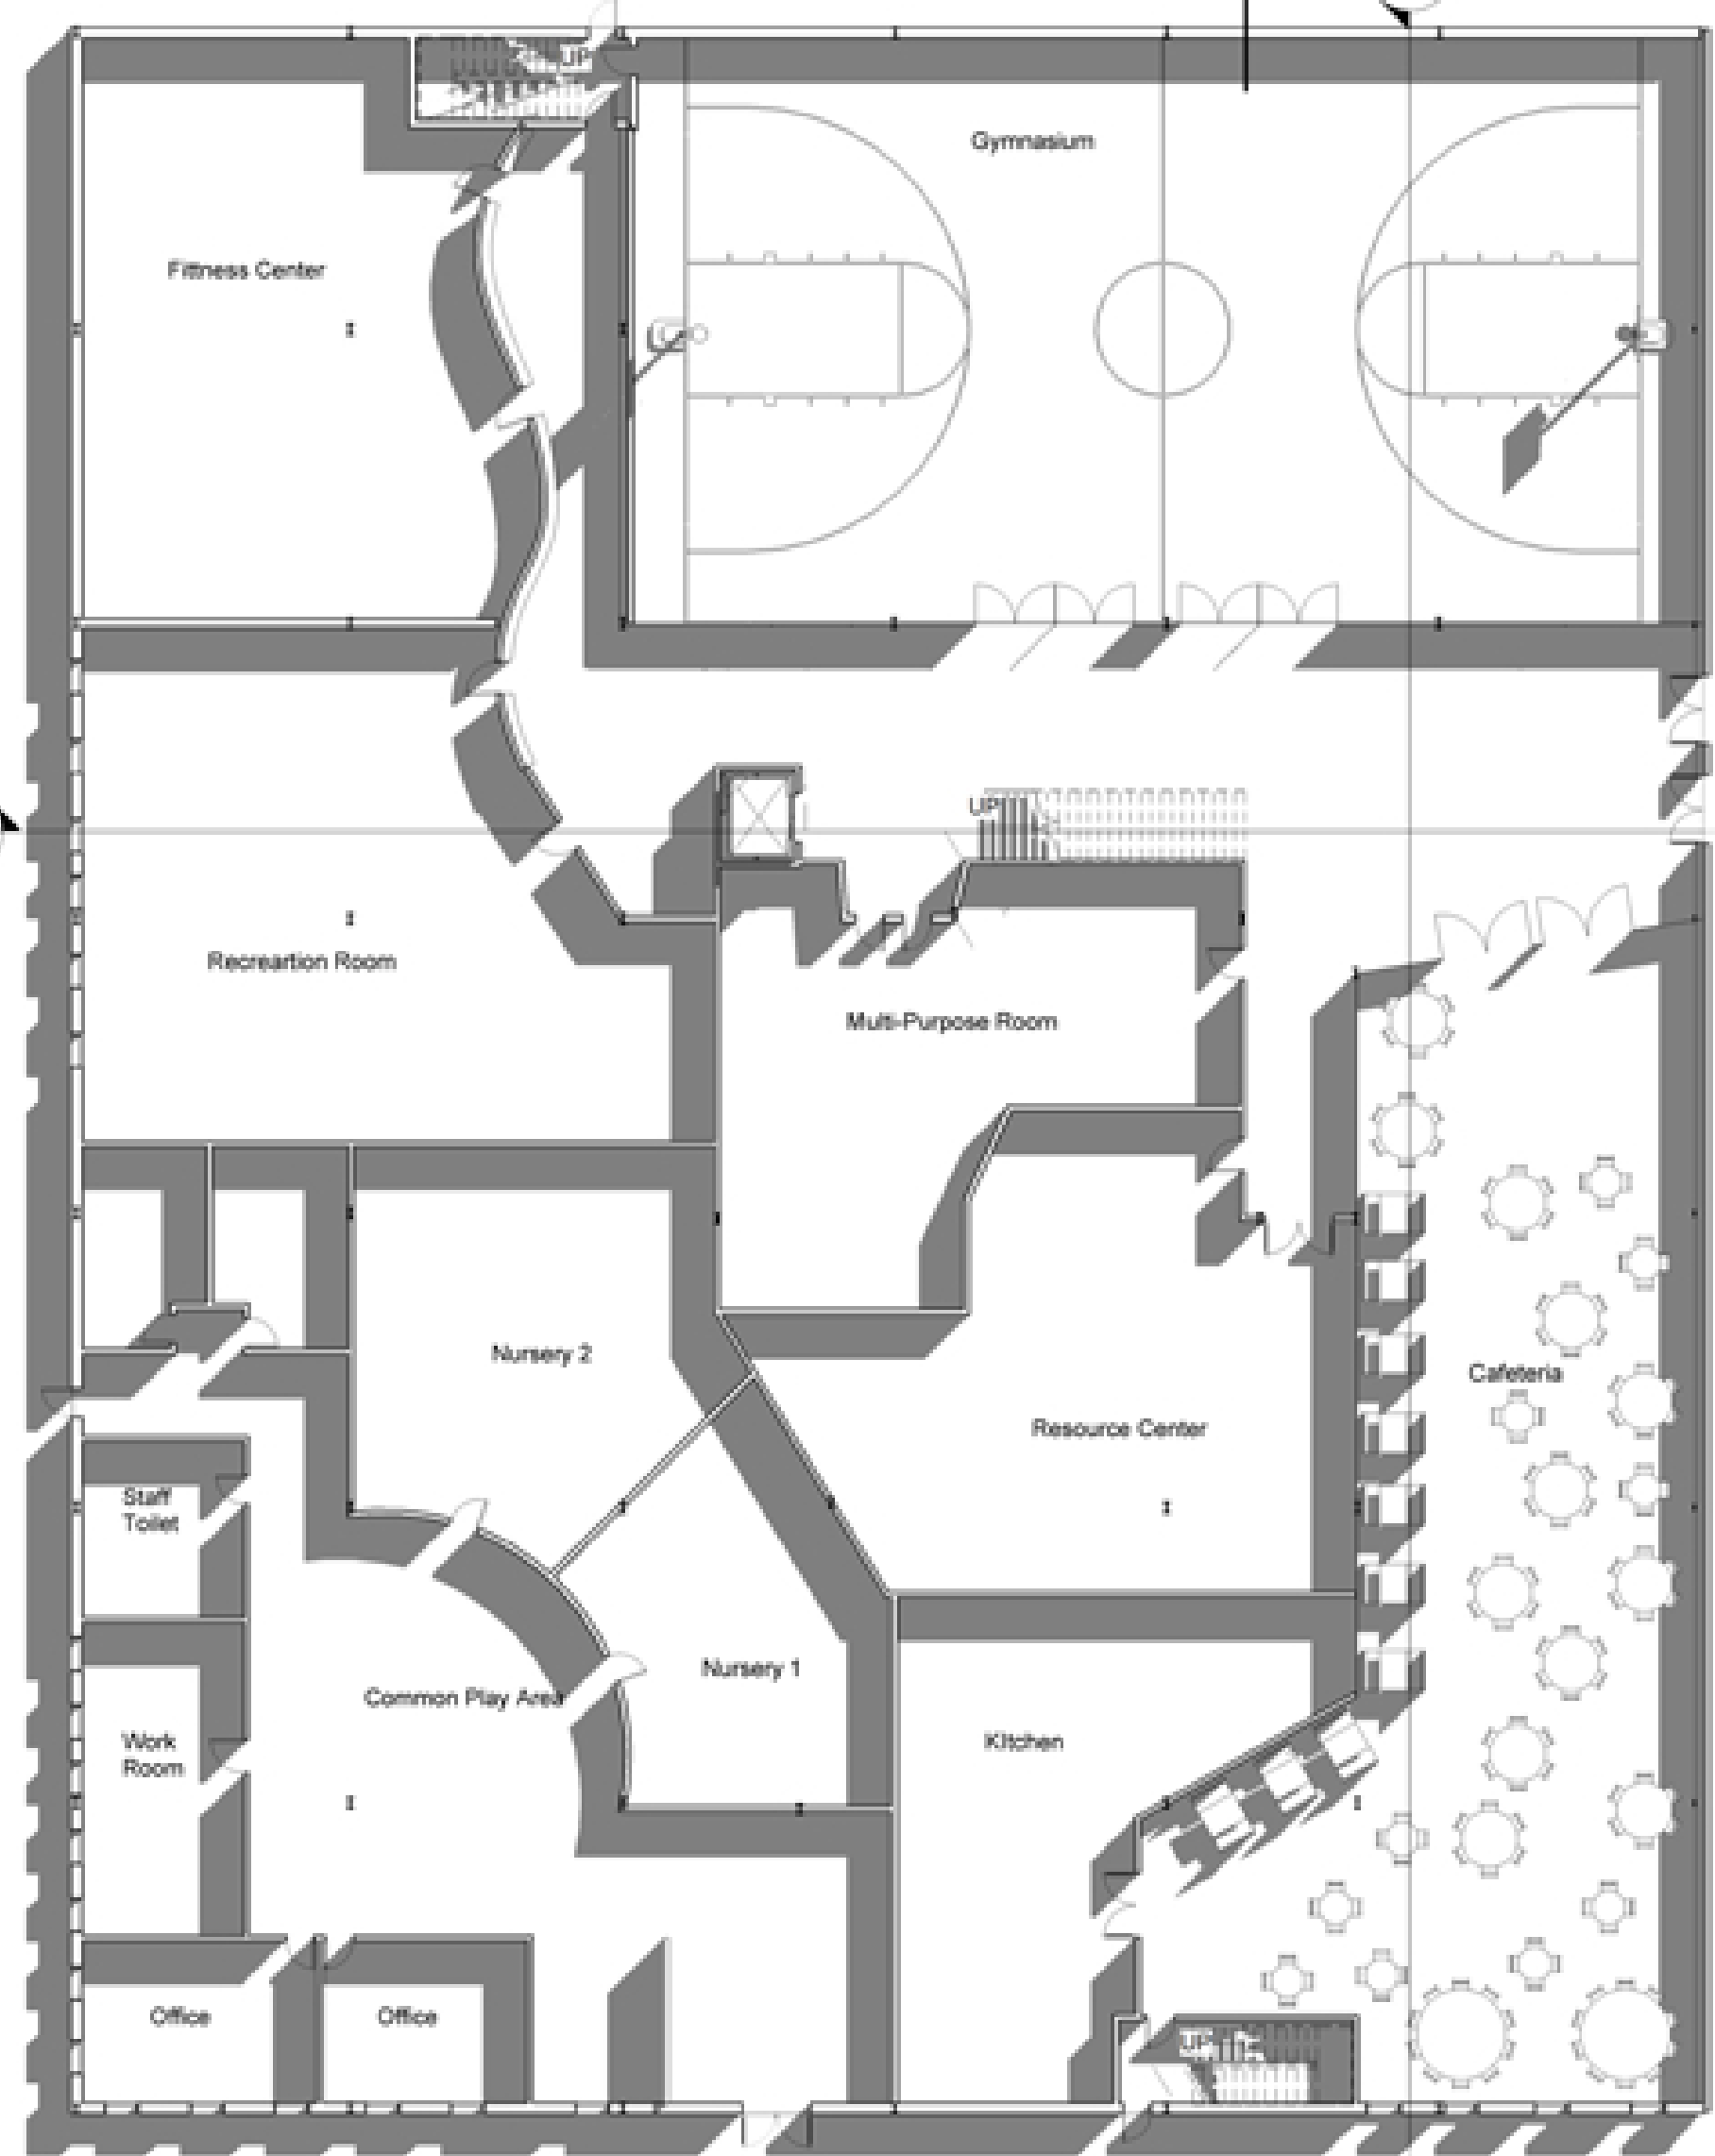 UP
Gymnasium
Fittness Center
UP
Recreartion Room
Multi-Purpose Room
Nursery 2
Cafeteria
Resource Center
Staff
Toilet
Nursery 1
Common Play Area
Work
Room
KItchen
Office
Office
UP